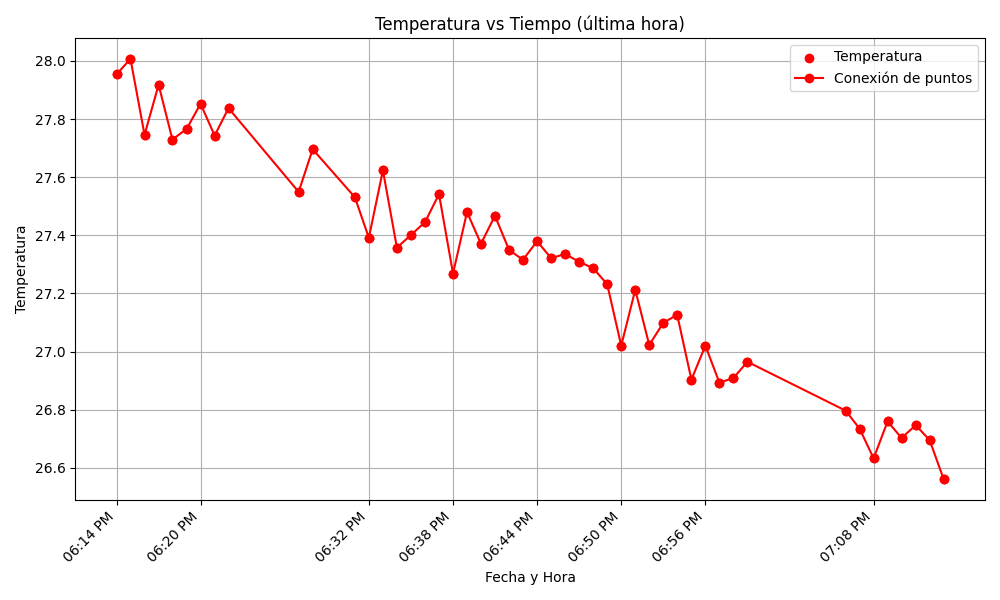 Temperatura vs Tiempo (última hora)
Temperatura
Conexión de puntos
28.0
27.8
27.6
27.4
27.2
27.0
26.8
26.6
Temperatura
06:14 PM
06:20 PM
06:32 PM
06:38 PM
06:44 PM
06:50 PM
06:56 PM
07:08 PM
Fecha y Hora